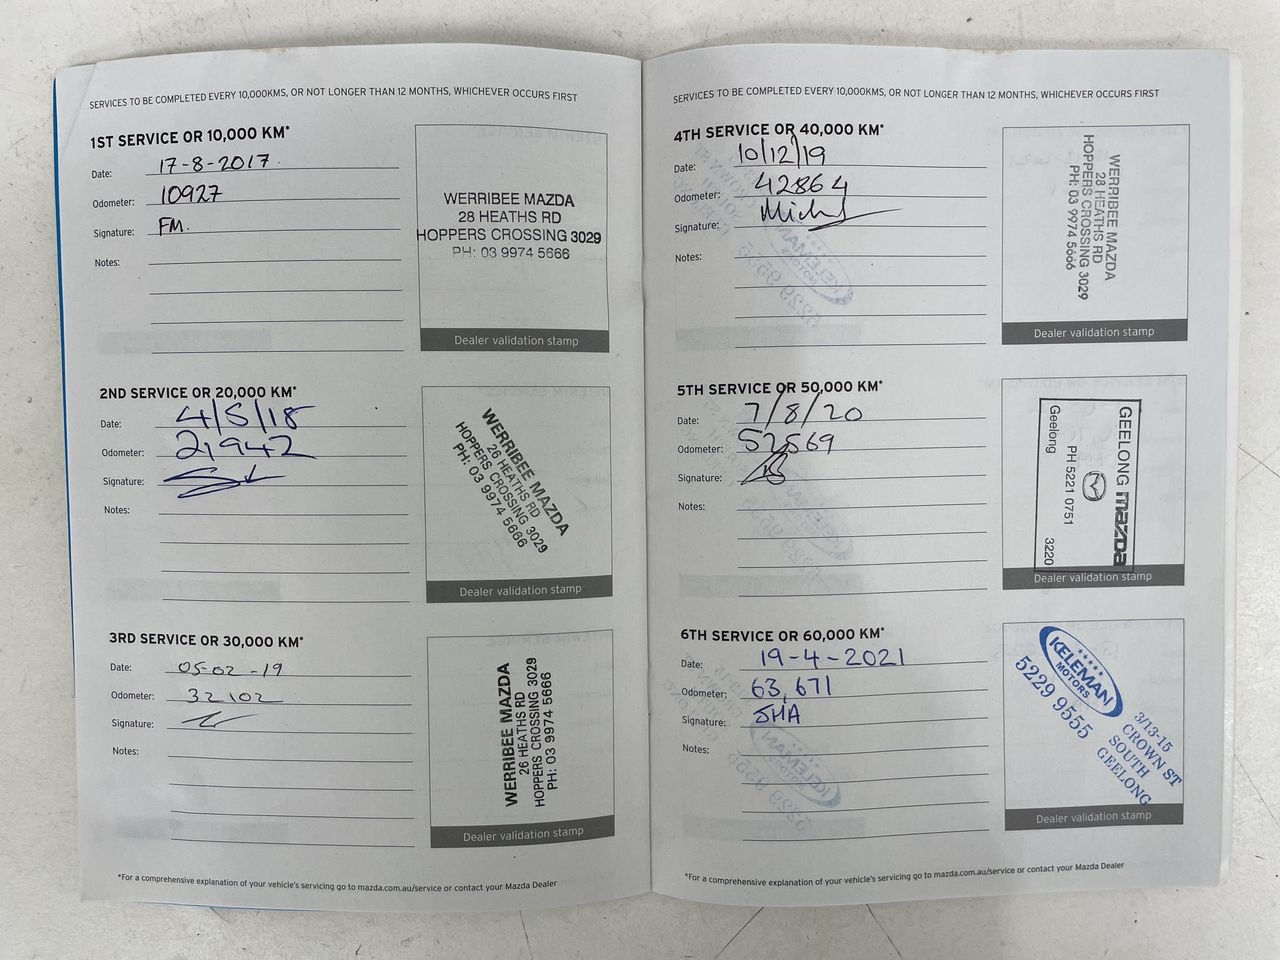 SERVICES TO BE COMPLETED EVERY 10,000KMS, OR NOT LONGER THAN 12 MONTHS, WHICHEVER OCCURS FIRST
1ST SERVICE OR 10,000 KM*
Date: 17-8-2017.
Odometer: 10927
Signature: FM.
Notes:
WERRIBEE MAZDA
28 HEATHS RD
HOPPERS CROSSING 3029
PH: 03 9974 5666
Dealer validation stamp
2ND SERVICE OR 20,000 KM*
Date: 4/5/18
Odometer: 21942
Signature:
Notes:
WERRIBEE MAZDA
26 HEATHS RD
HOPPERS CROSSING 3029
PH: 03 9974 5666
Dealer validation stamp
3RD SERVICE OR 30,000 KM*
Date: 05-02-19
Odometer: 32102
Signature:
Notes:
WERRIBEE MAZDA
26 HEATHS RD
HOPPERS CROSSING 3029
PH: 03 9974 5666
Dealer validation stamp
*For a comprehensive explanation of your vehicle's servicing go to mazda.com.au/service or contact your Mazda Dealer
SERVICES TO BE COMPLETED EVERY 10,000KMS, OR NOT LONGER THAN 12 MONTHS, WHICHEVER OCCURS FIRST
4TH SERVICE OR 40,000 KM*
Date: 10/12/19
Odometer: 42864
Signature:
Notes:
WERRIBEE MAZDA
28 HEATHS RD
HOPPERS CROSSING 3029
PH: 03 9974 5666
Dealer validation stamp
5TH SERVICE OR 50,000 KM*
Date: 7/8/20
Odometer: 52569
Signature:
Notes:
GEELONG mazda
PH 5221 0751
Geelong 3220
Dealer validation stamp
6TH SERVICE OR 60,000 KM*
Date: 19-4-2021
Odometer: 63,671
Signature: SHA
Notes:
KELEMAN
MOTORS
5229 9555
3/13-15
CROWN ST
SOUTH
GEELONG
Dealer validation stamp
*For a comprehensive explanation of your vehicle's servicing go to mazda.com.au/service or contact your Mazda Dealer